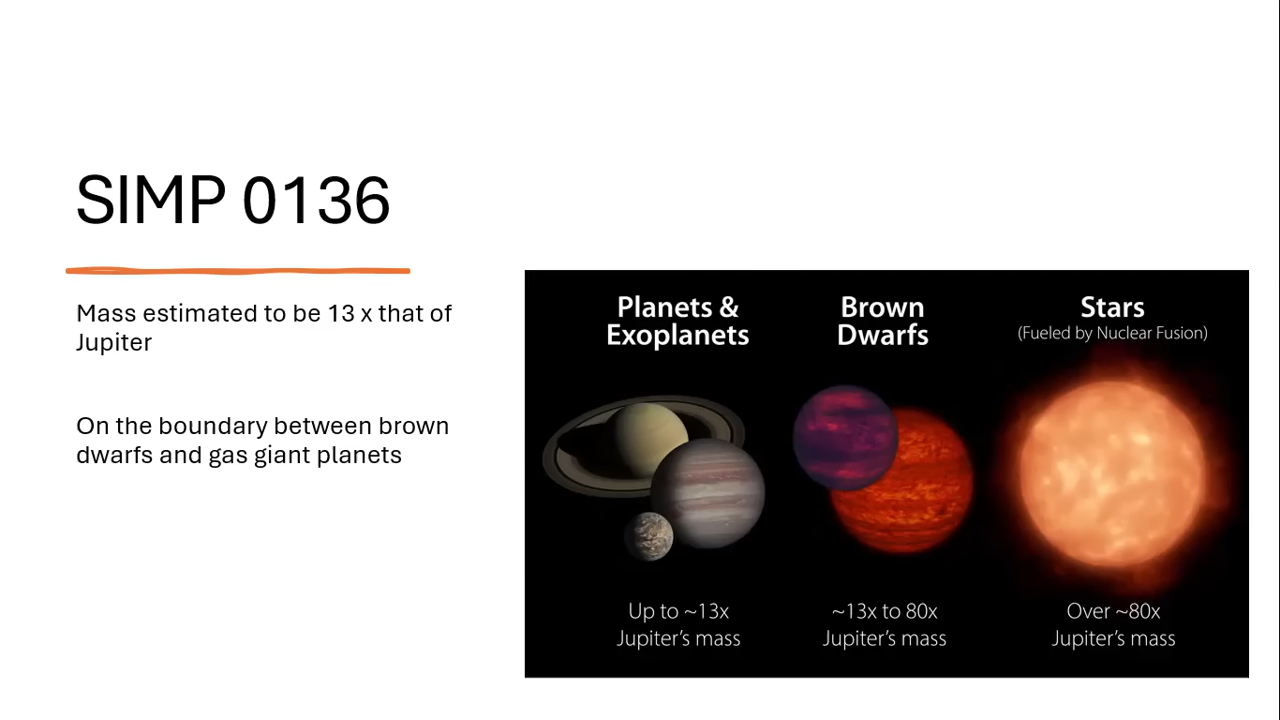 SIMP 0136
Mass estimated to be 13 x that of
Jupiter
On the boundary between brown
dwarfs and gas giant planets
Planets &
Exoplanets
Up to ~13x
Jupiter's mass
Brown
Dwarfs
~13x to 80x
Jupiter's mass
Stars
(Fueled by Nuclear Fusion)
Over ~80x
Jupiter's mass